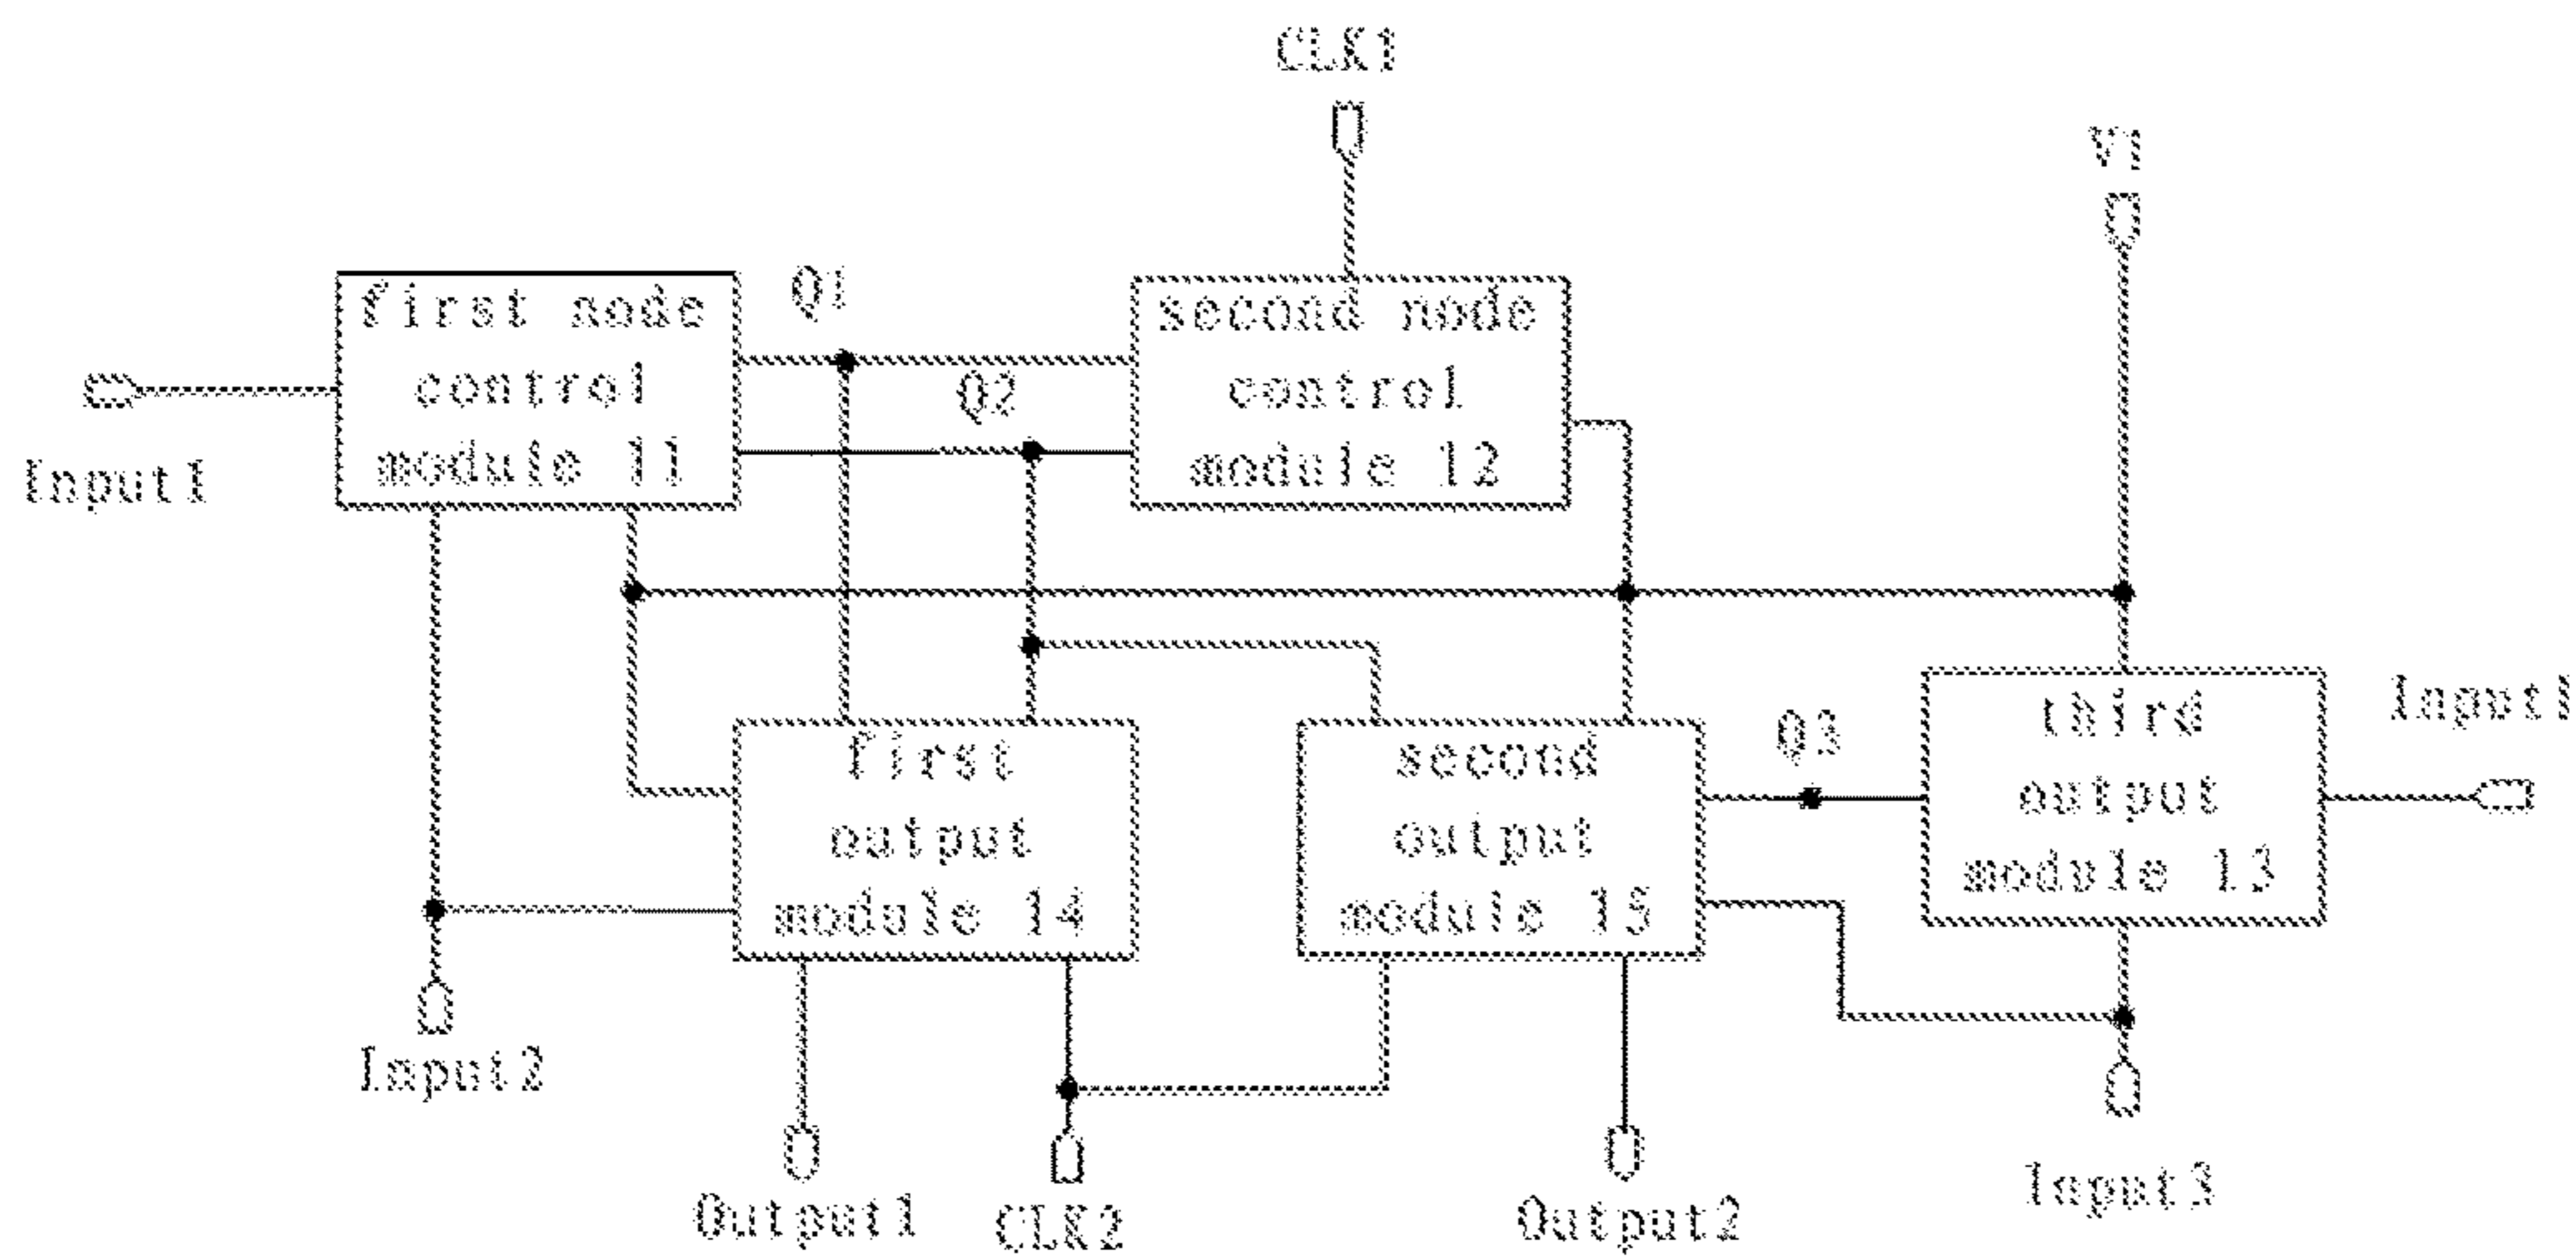 CLK1
V1
Q1
first node
control
module 11
second node
control
module 12
Q2
Input1
Input1
third
output
module 13
Q3
first
output
module 14
second
output
module 15
Input2
Output1
CLK2
Output2
Input3